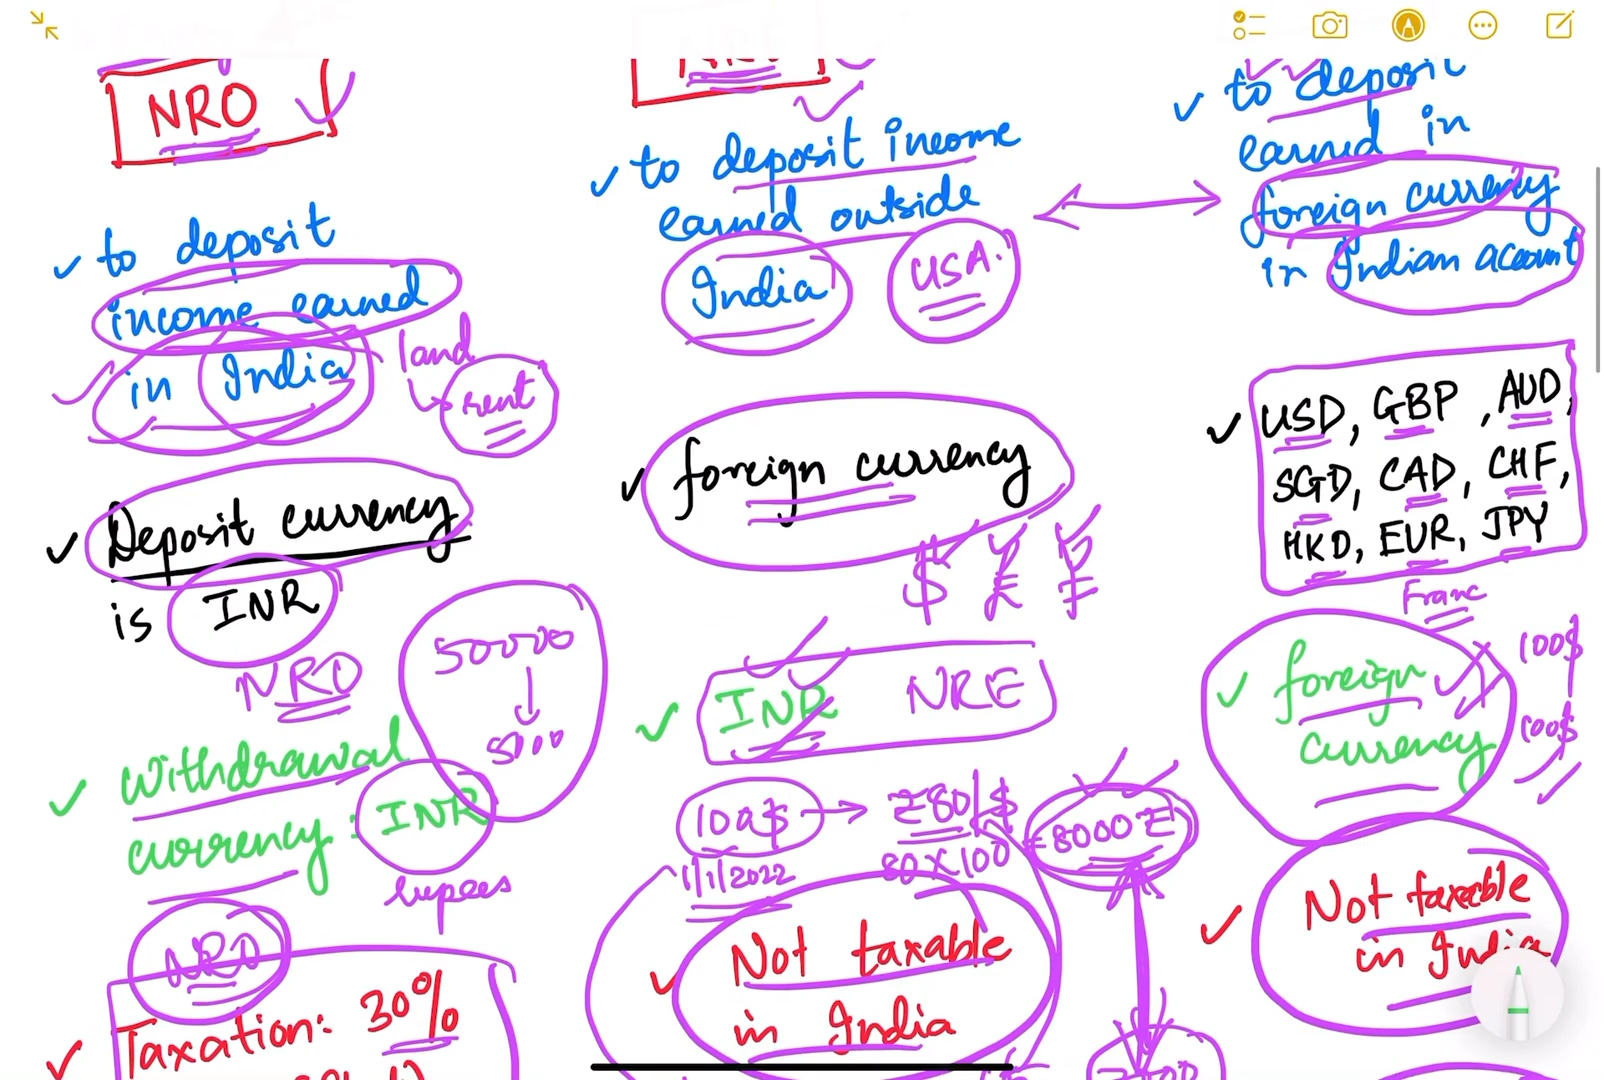 NRO
to deposit
income earned
in India
land
rent
Deposit currency
is INR
NRO
50000
5000
withdrawal
currency: INR
rupees
NRO
Taxation: 30%
to deposit income
earned outside
India USA.
foreign currency
$ £ ₣
INR NRE
100$ → ₹80/$ = 8000 ₹
1/1/2022 80 X 100
Not taxable
in India
to deposit
earned in
foreign currency
in Indian account
USD, GBP, AUD,
SGD, CAD, CHF,
HKD, EUR, JPY
Franc
foreign
currency
100$
100$
Not taxable
in India